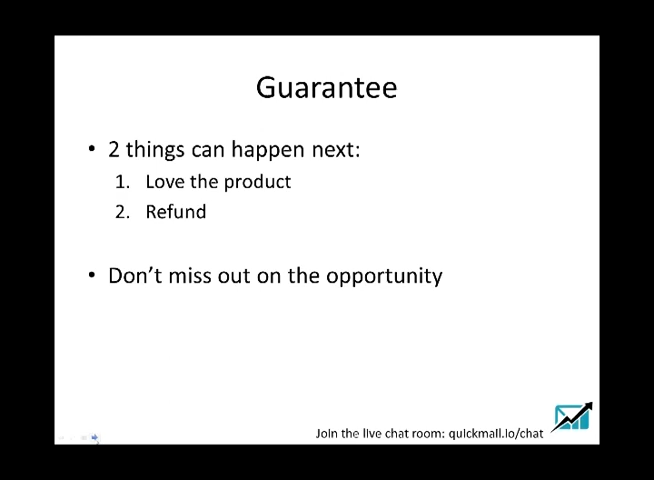 Guarantee
• 2 things can happen next:
1. Love the product
2. Refund
• Don’t miss out on the opportunity
Join the live chat room: quickmail.io/chat